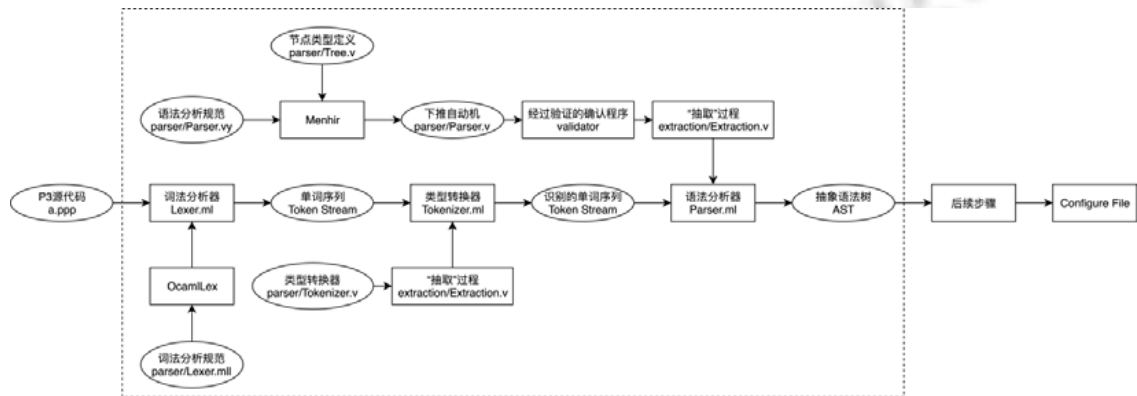 节点类型定义
parser/Tree.v
语法分析规范
parser/Parser.vy
Menhir
下推自动机
parser/Parser.v
经过验证的确认程序
validator
“抽取”过程
extraction/Extraction.v
P3源代码
a.ppp
词法分析器
Lexer.ml
单词序列
Token Stream
类型转换器
Tokenizer.ml
识别的单词序列
Token Stream
语法分析器
Parser.ml
抽象语法树
AST
后续步骤
Configure File
OcamlLex
类型转换器
parser/Tokenizer.v
“抽取”过程
extraction/Extraction.v
词法分析规范
parser/Lexer.mll